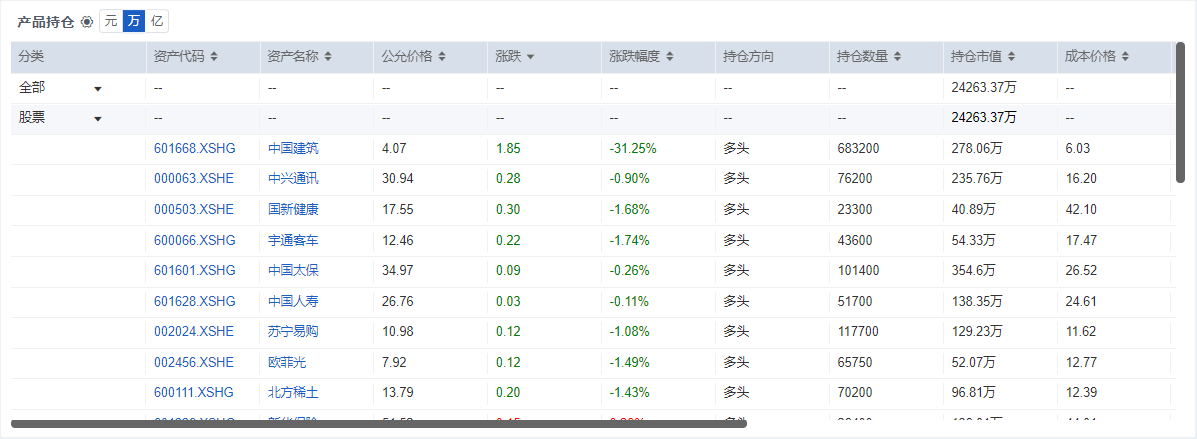 产品持仓 元 万 亿
分类 资产代码 资产名称 公允价格 涨跌 涨跌幅度 持仓方向 持仓数量 持仓市值 成本价格
全部 -- -- -- -- -- -- -- 24263.37万 --
股票 -- -- -- -- -- -- -- 24263.37万 --
601668.XSHG 中国建筑 4.07 1.85 -31.25% 多头 683200 278.06万 6.03
000063.XSHE 中兴通讯 30.94 0.28 -0.90% 多头 76200 235.76万 16.20
000503.XSHE 国新健康 17.55 0.30 -1.68% 多头 23300 40.89万 42.10
600066.XSHG 宇通客车 12.46 0.22 -1.74% 多头 43600 54.33万 17.47
601601.XSHG 中国太保 34.97 0.09 -0.26% 多头 101400 354.6万 26.52
601628.XSHG 中国人寿 26.76 0.03 -0.11% 多头 51700 138.35万 24.61
002024.XSHE 苏宁易购 10.98 0.12 -1.08% 多头 117700 129.23万 11.62
002456.XSHE 欧菲光 7.92 0.12 -1.49% 多头 65750 52.07万 12.77
600111.XSHG 北方稀土 13.79 0.20 -1.43% 多头 70200 96.81万 12.39